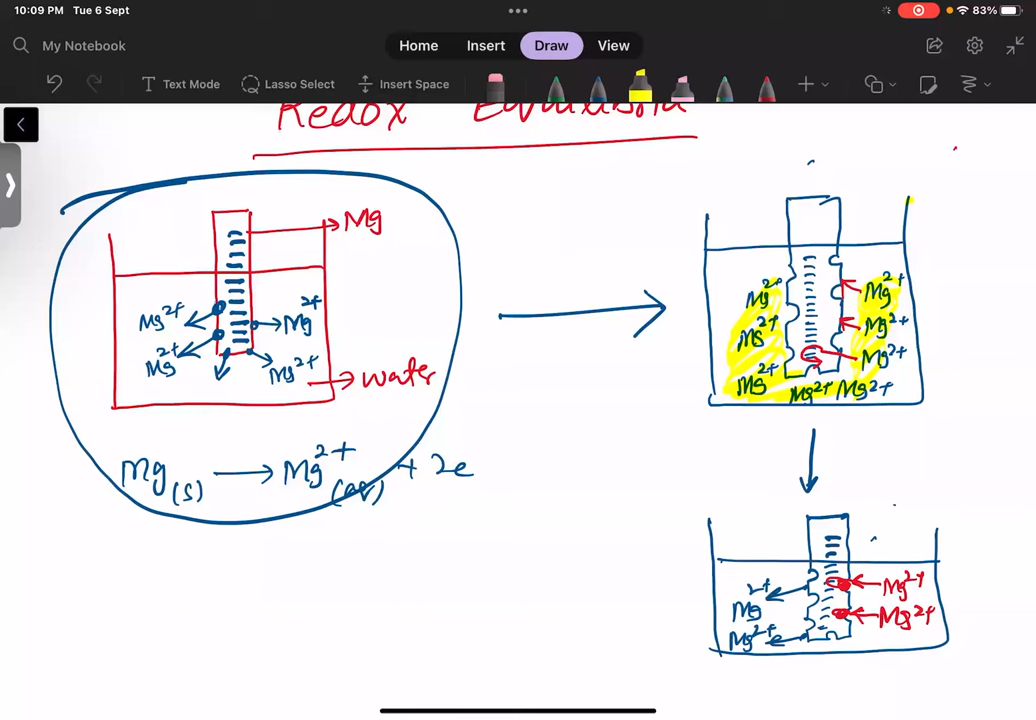 10:09 PM Tue 6 Sept
83%
My Notebook
Home Insert Draw View
Text Mode Lasso Select Insert Space
Redox
Mg
Mg2+
Mg2+
Mg2+
Mg2+
water
Mg(s) → Mg2+(aq) + 2e
Mg2+
Mg2+
Mg2+
Mg2+
Mg2+
Mg2+
Mg2+
Mg2+
Mg2+
Mg2+
Mg2+
Mg2+